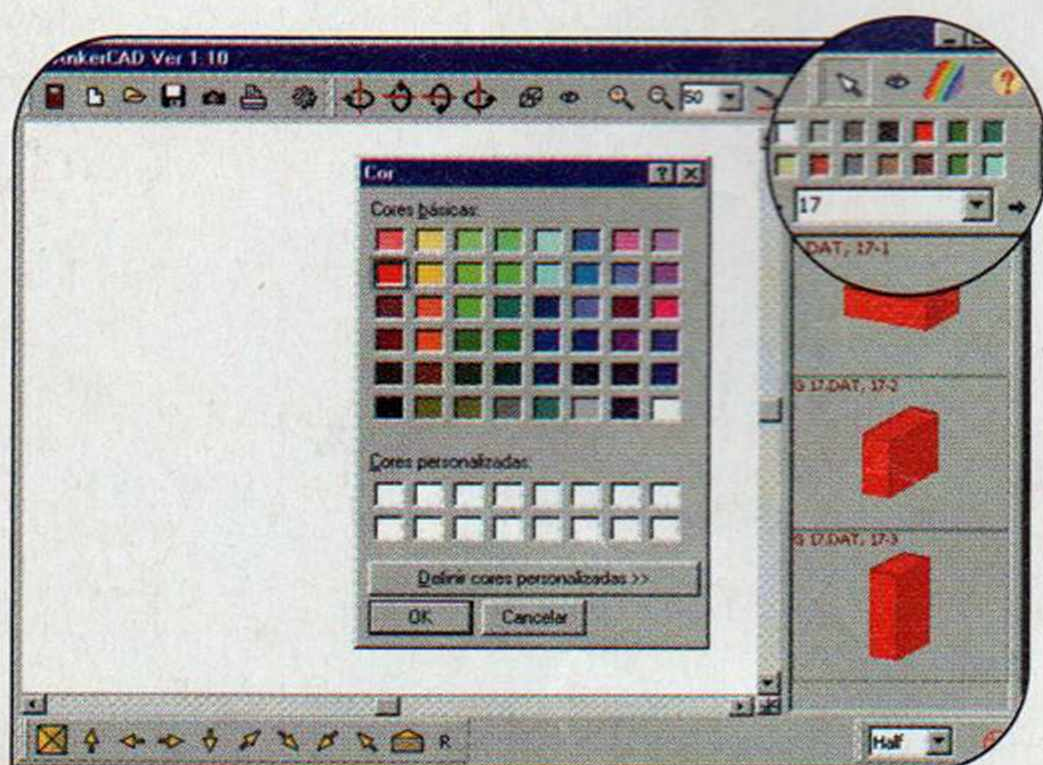 AnkerCAD Ver 1.10
50
17
Cor
Cores básicas:
.DAT, 17-1
G 17.DAT, 17-2
Cores personalizadas:
G 17.DAT, 17-3
Definir cores personalizadas >>
OK
Cancelar
R
Half